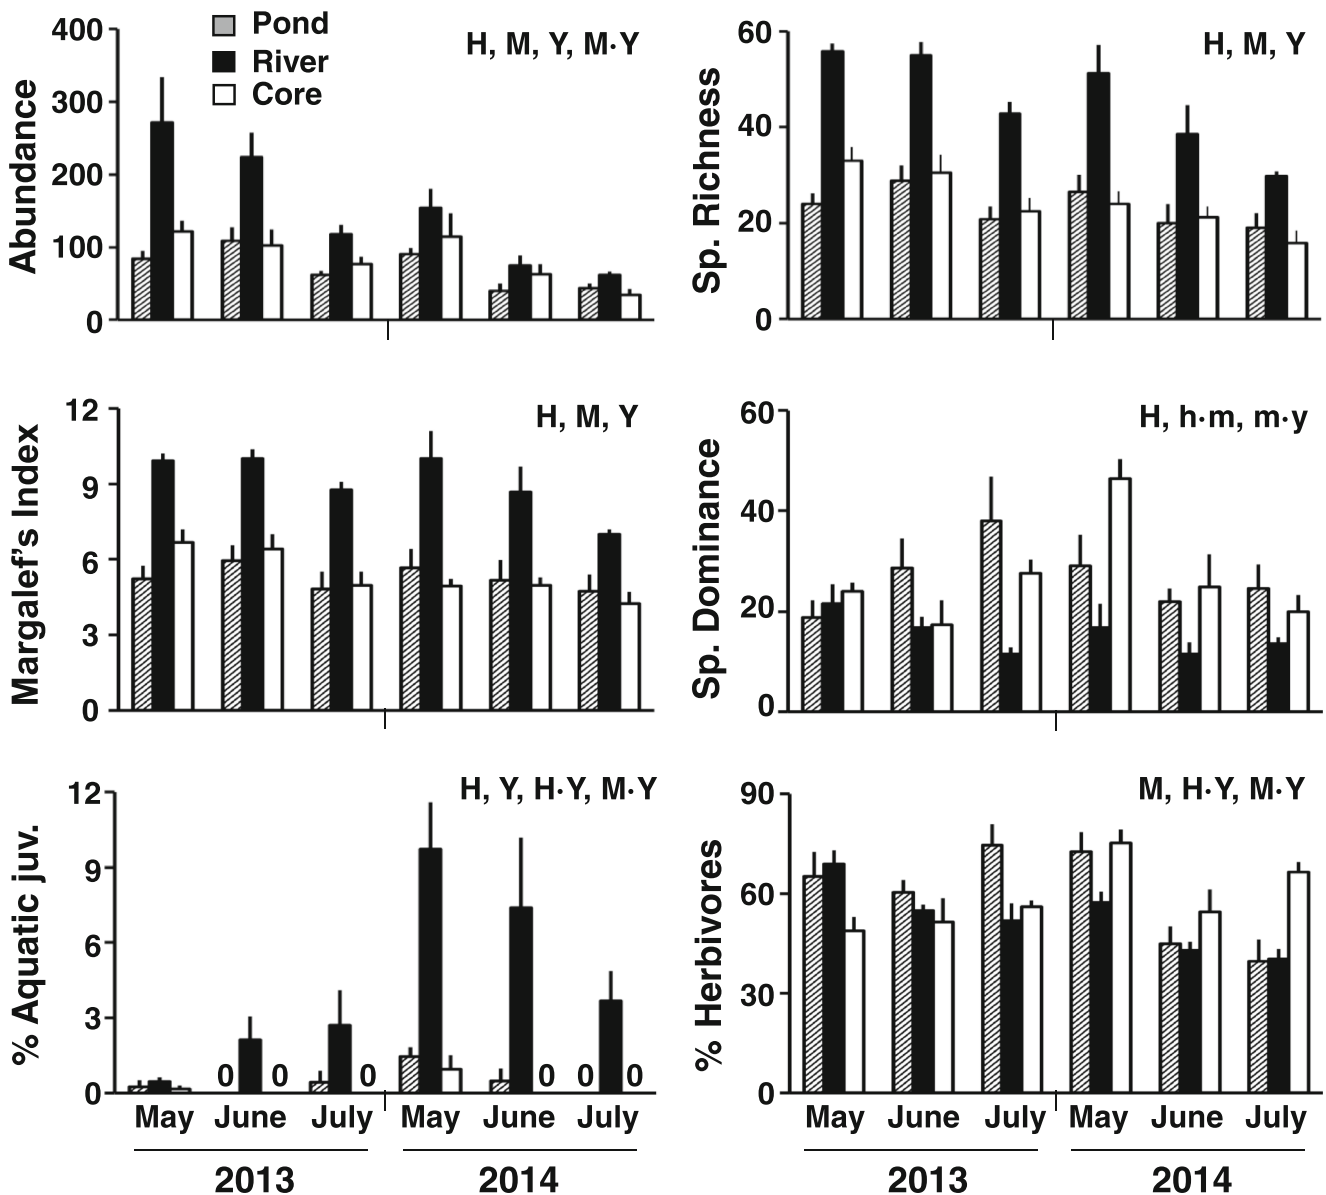 Abundance
400
300
200
100
0
Pond
River
Core
H, M, Y, M·Y
Sp. Richness
60
40
20
0
H, M, Y
Margalef's Index
12
9
6
3
0
H, M, Y
Sp. Dominance
60
40
20
0
H, h·m, m·y
% Aquatic juv.
12
9
6
3
0
H, Y, H·Y, M·Y
0 0 0 0 0 0
May June July May June July
2013 2014
% Herbivores
90
60
30
0
M, H·Y, M·Y
May June July May June July
2013 2014